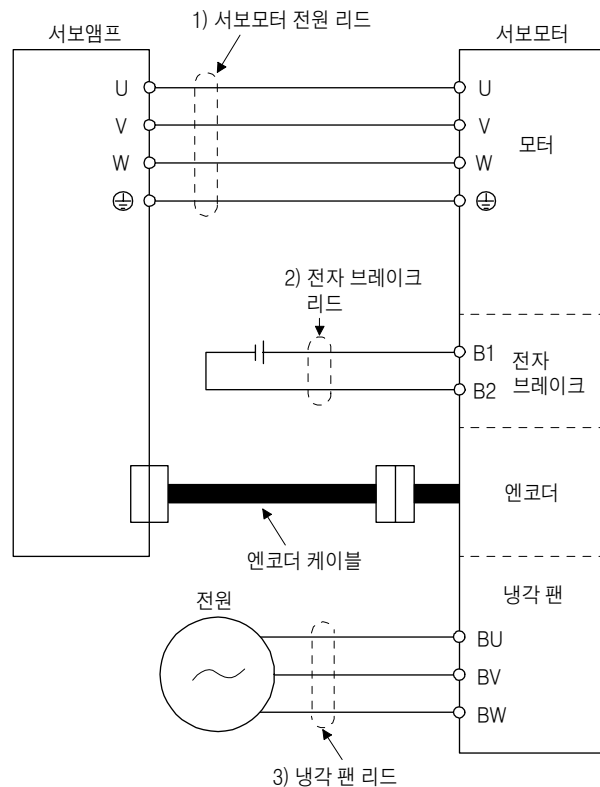 서보앰프
1) 서보모터 전원 리드
서보모터
U
U
V
V
W
W
모터
2) 전자 브레이크
리드
B1
B2
전자
브레이크
엔코더
엔코더 케이블
냉각 팬
전원
BU
BV
BW
3) 냉각 팬 리드